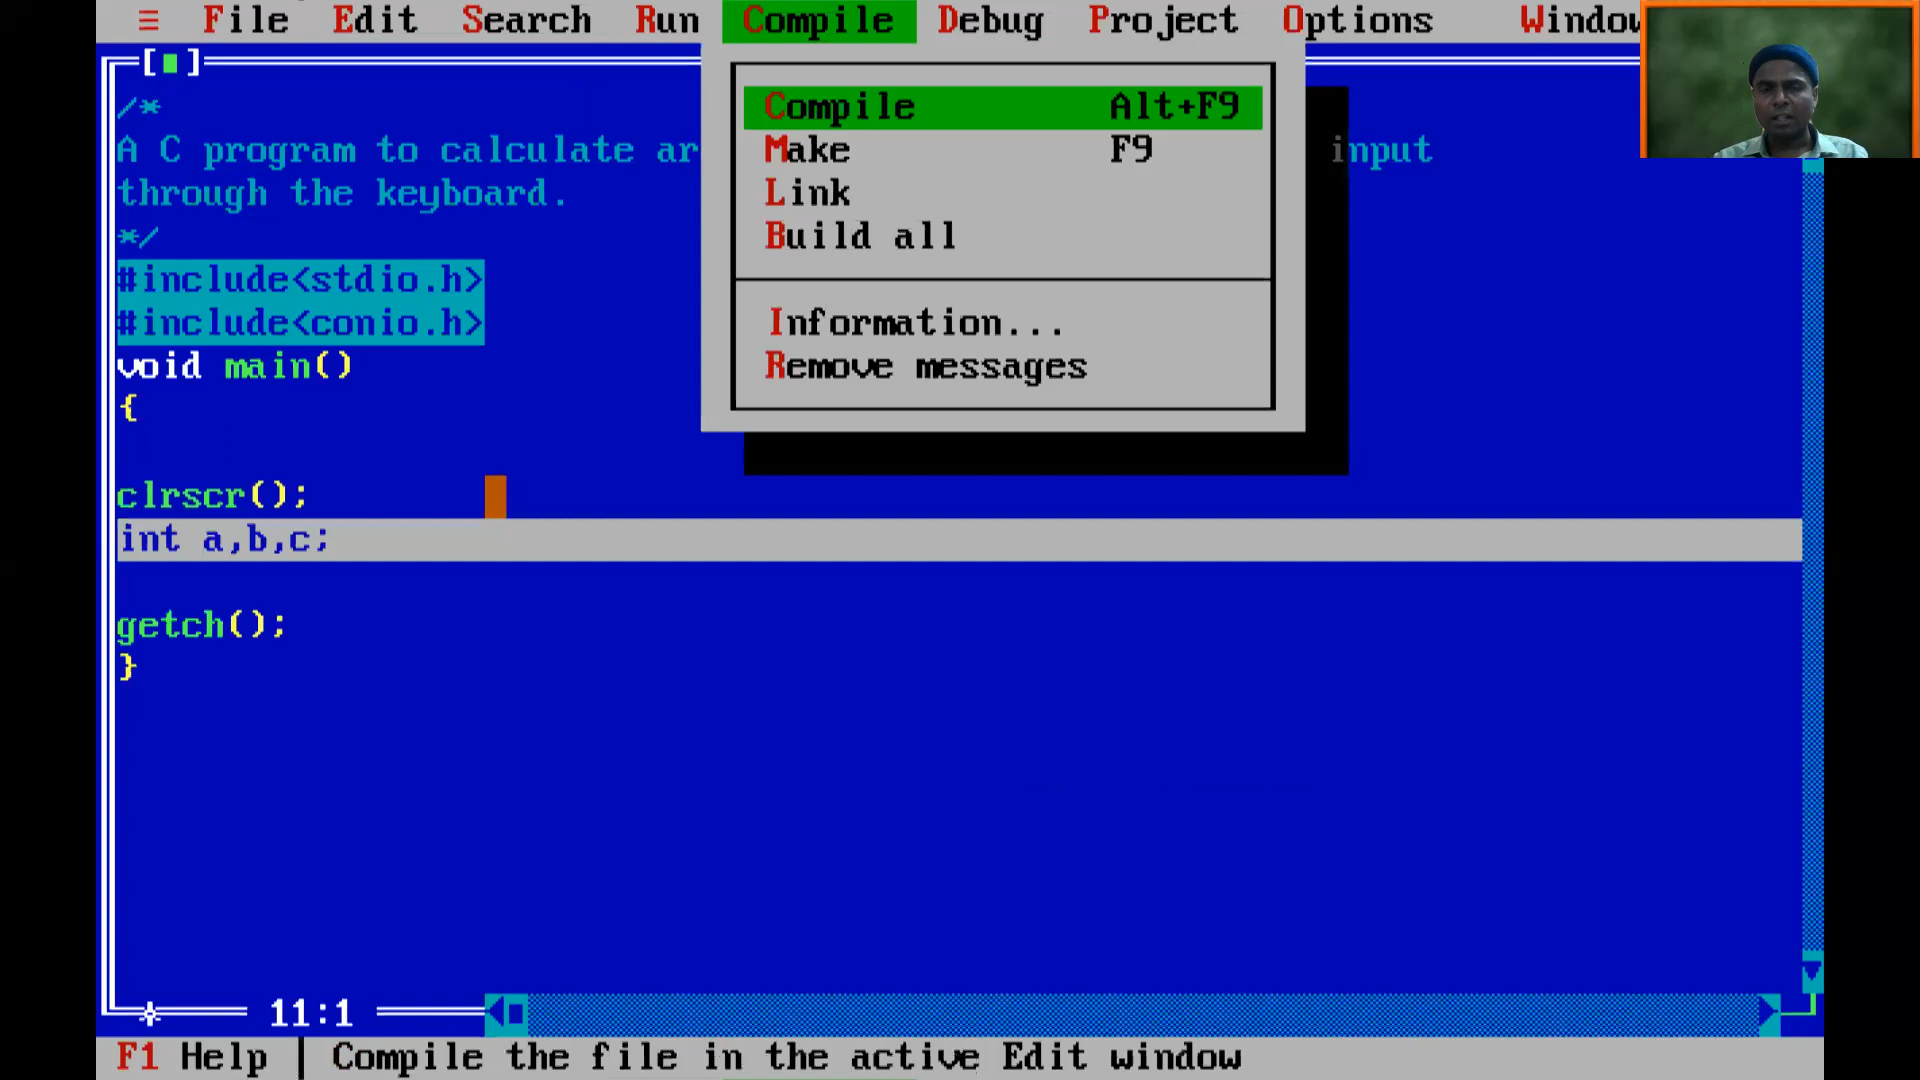 ≡ File Edit Search Run Compile Debug Project Options Window
[■]
Compile Alt+F9
Make F9
Link
Build all
Information...
Remove messages
/*
A C program to calculate ar input
through the keyboard.
*/
#include<stdio.h>
#include<conio.h>
void main()
{
clrscr();
int a,b,c;
getch();
}
11:1
F1 Help | Compile the file in the active Edit window